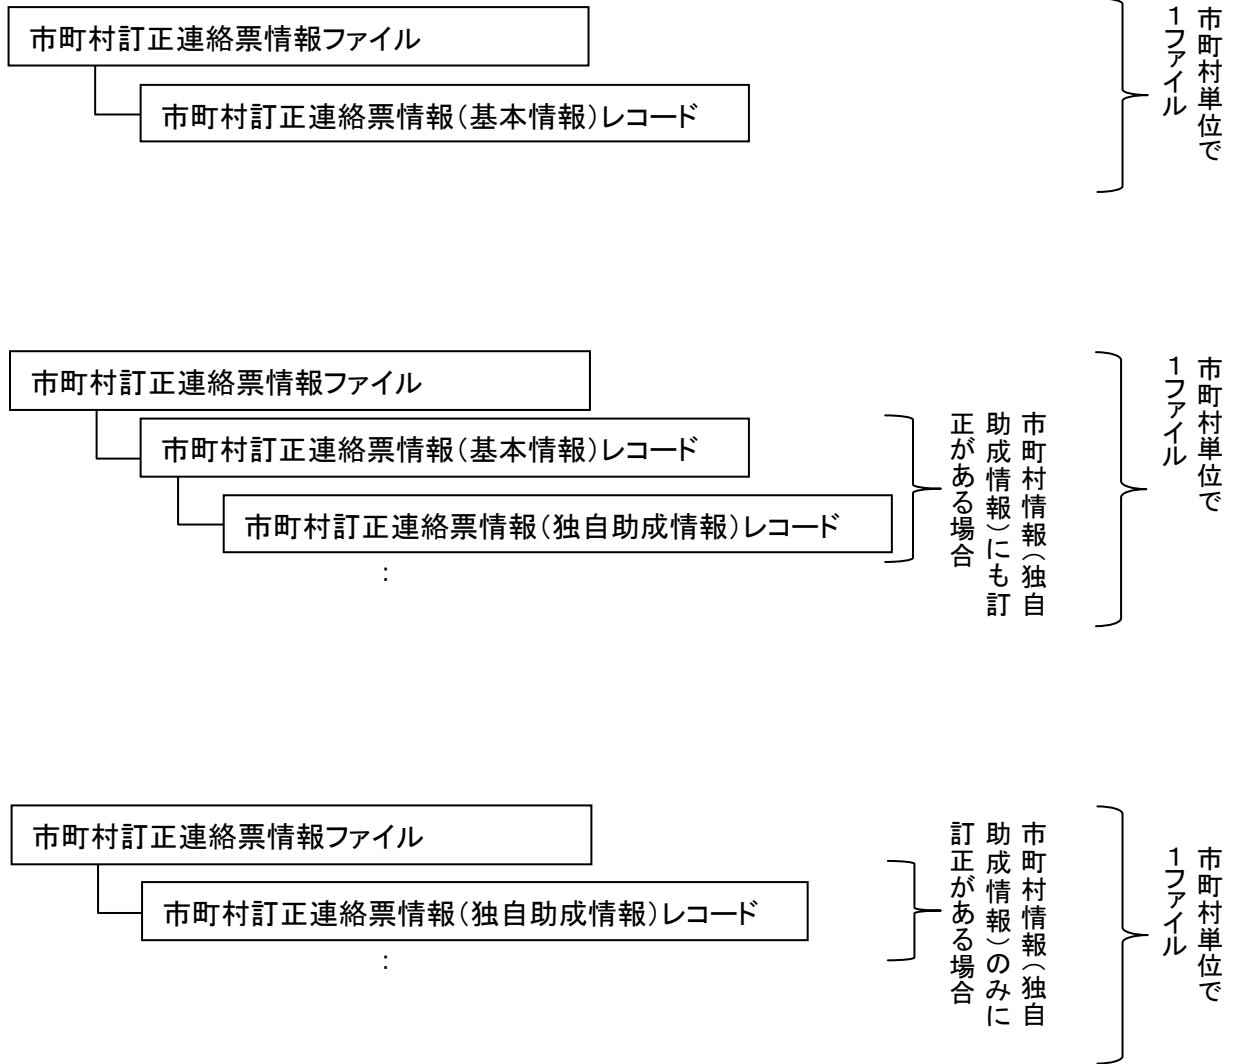 市町村訂正連絡票情報ファイル
市町村訂正連絡票情報(基本情報)レコード
市町村単位で
1ファイル
市町村訂正連絡票情報ファイル
市町村訂正連絡票情報(基本情報)レコード
市町村訂正連絡票情報(独自助成情報)レコード
:
市町村情報(独自
助成情報)にも訂
正がある場合
市町村単位で
1ファイル
市町村訂正連絡票情報ファイル
市町村訂正連絡票情報(独自助成情報)レコード
:
市町村情報(独自
助成情報)のみに
訂正がある場合
市町村単位で
1ファイル